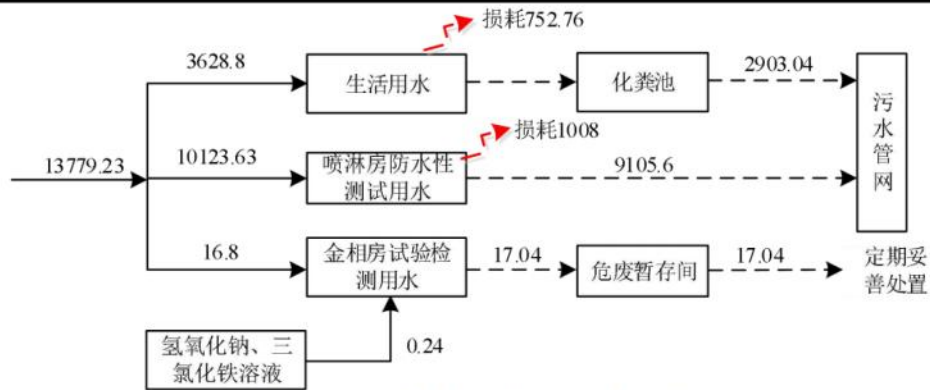 损耗752.76
3628.8
生活用水
化粪池
2903.04
污水管网
13779.23
10123.63
喷淋房防水性
测试用水
损耗1008
9105.6
16.8
金相房试验检
测用水
17.04
危废暂存间
17.04
定期妥
善处置
氢氧化钠、三
氯化铁溶液
0.24